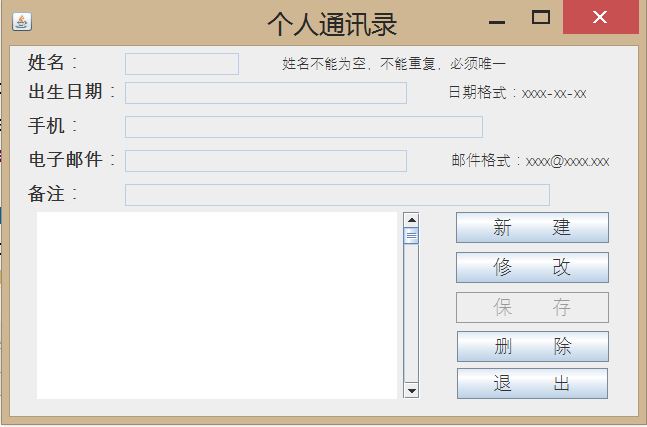 个人通讯录
姓名： 姓名不能为空，不能重复，必须唯一
出生日期： 日期格式：xxxx-xx-xx
手机：
电子邮件： 邮件格式：xxxx@xxxx.xxx
备注：
新 建
修 改
保 存
删 除
退 出